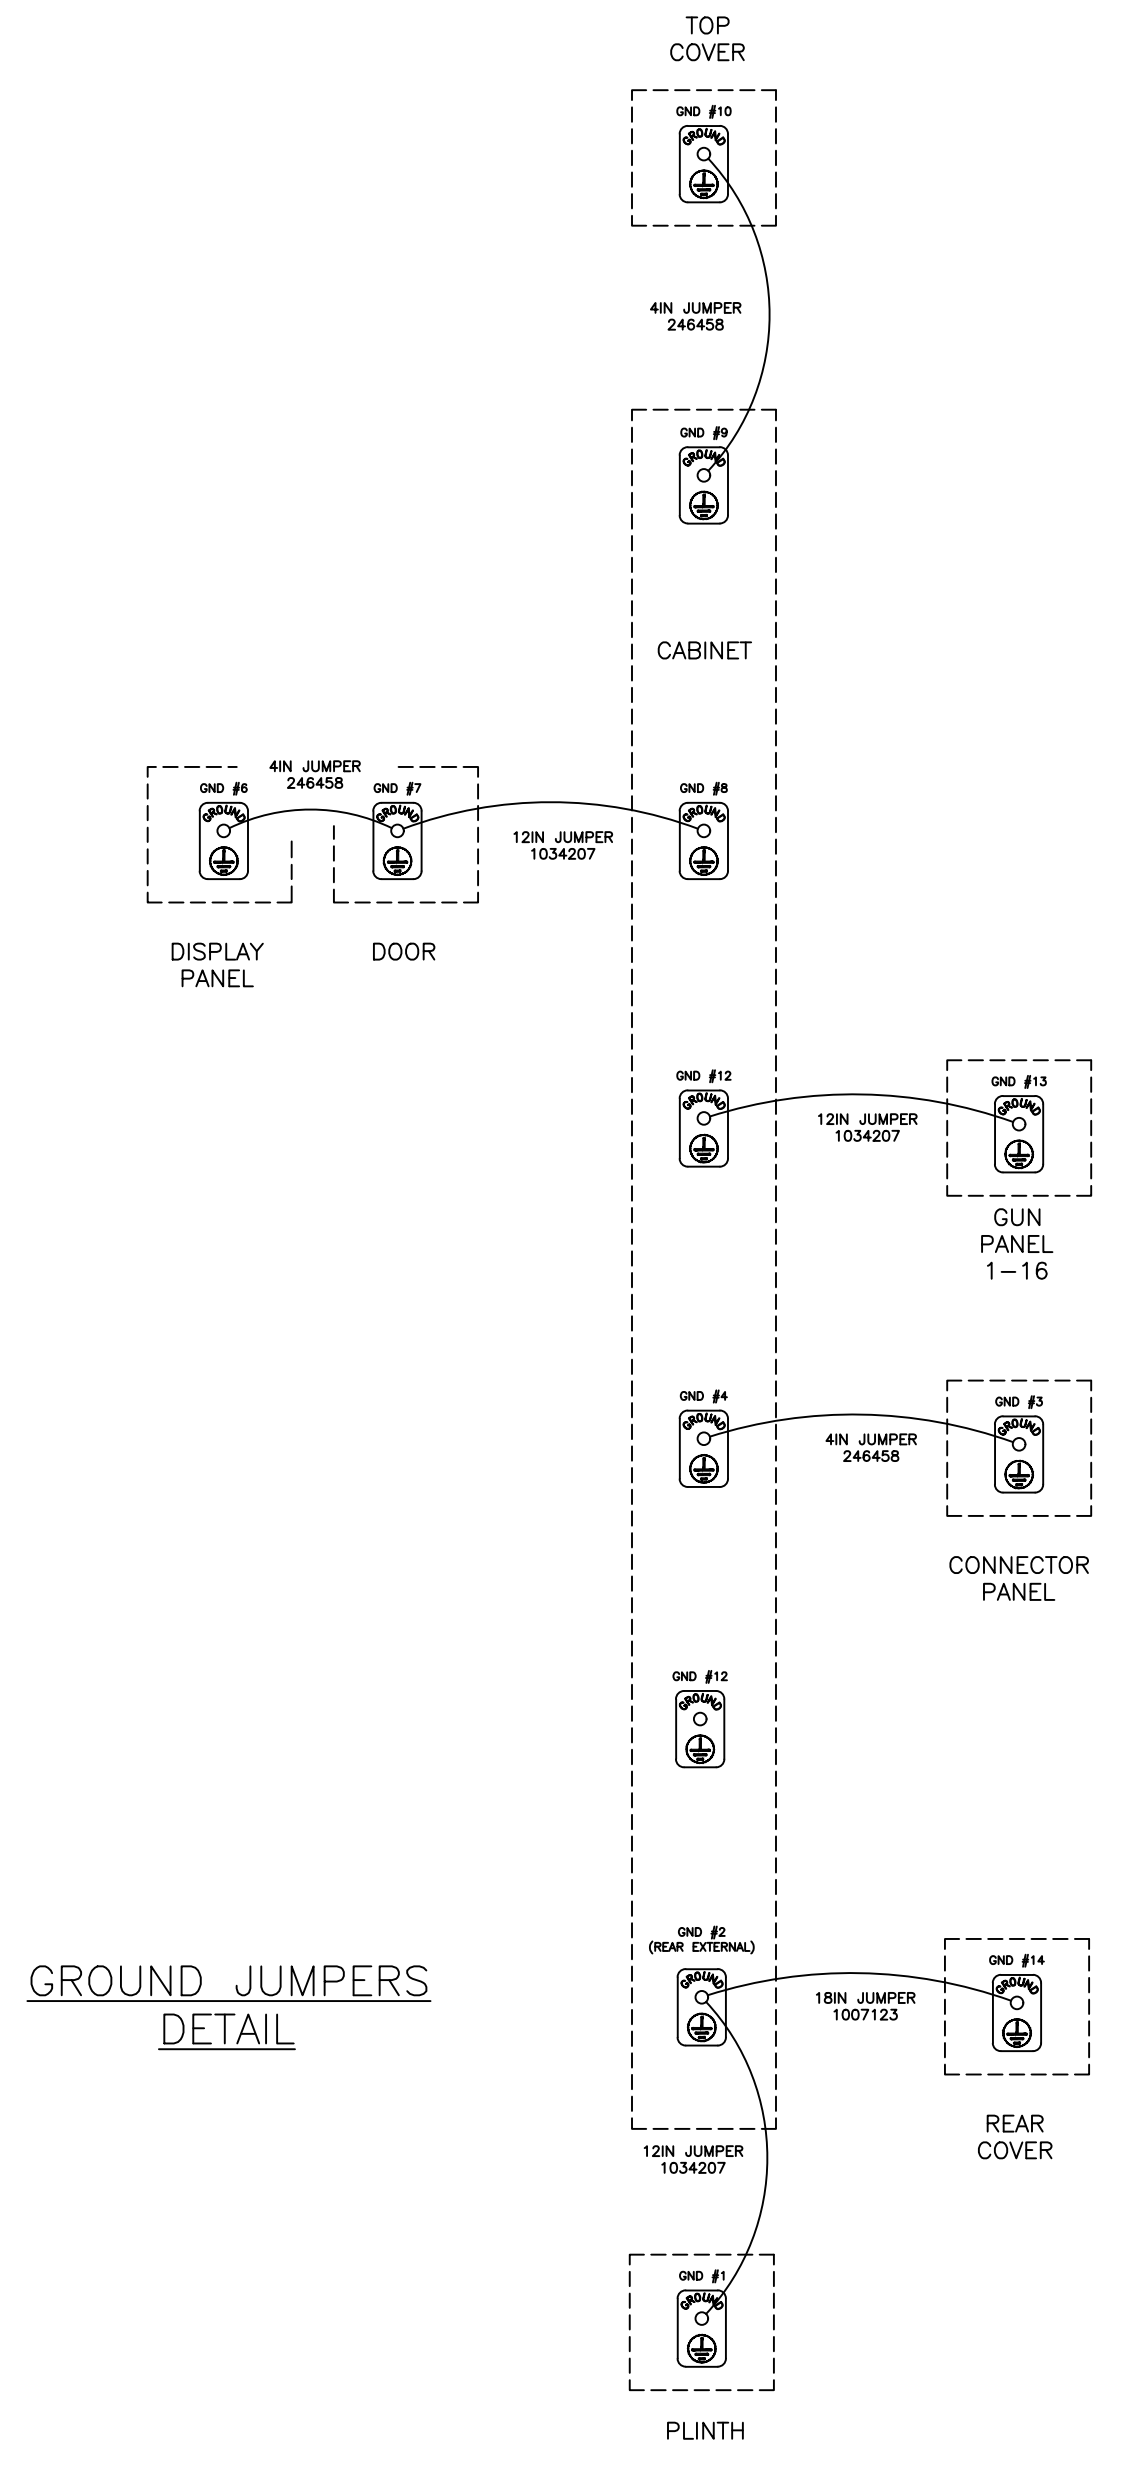 TOP
COVER
GND #10
GROUND
4IN JUMPER
246458
GND #9
GROUND
CABINET
4IN JUMPER
246458
GND #6
GROUND
GND #7
GROUND
GND #8
GROUND
12IN JUMPER
1034207
DISPLAY
PANEL
DOOR
GND #12
GROUND
GND #13
GROUND
12IN JUMPER
1034207
GUN
PANEL
1-16
GND #4
GROUND
GND #3
GROUND
4IN JUMPER
246458
CONNECTOR
PANEL
GND #12
GROUND
GND #2
(REAR EXTERNAL)
GROUND
GND #14
GROUND
18IN JUMPER
1007123
GROUND JUMPERS
DETAIL
REAR
COVER
12IN JUMPER
1034207
GND #1
GROUND
PLINTH